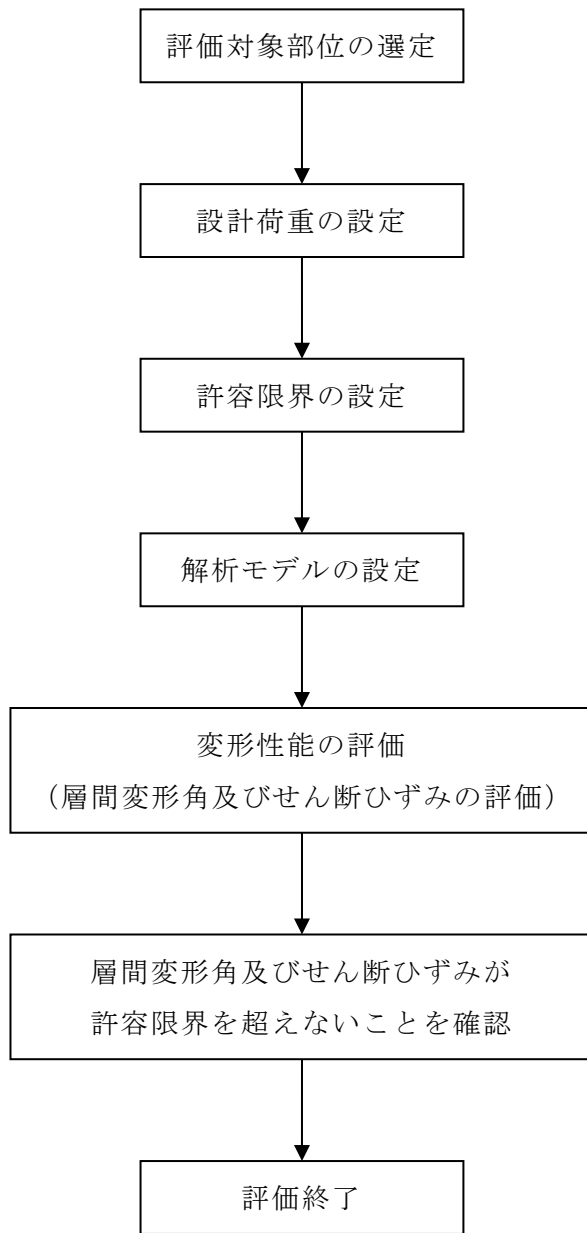 評価対象部位の選定
設計荷重の設定
許容限界の設定
解析モデルの設定
変形性能の評価
（層間変形角及びせん断ひずみの評価）
層間変形角及びせん断ひずみが
許容限界を超えないことを確認
評価終了